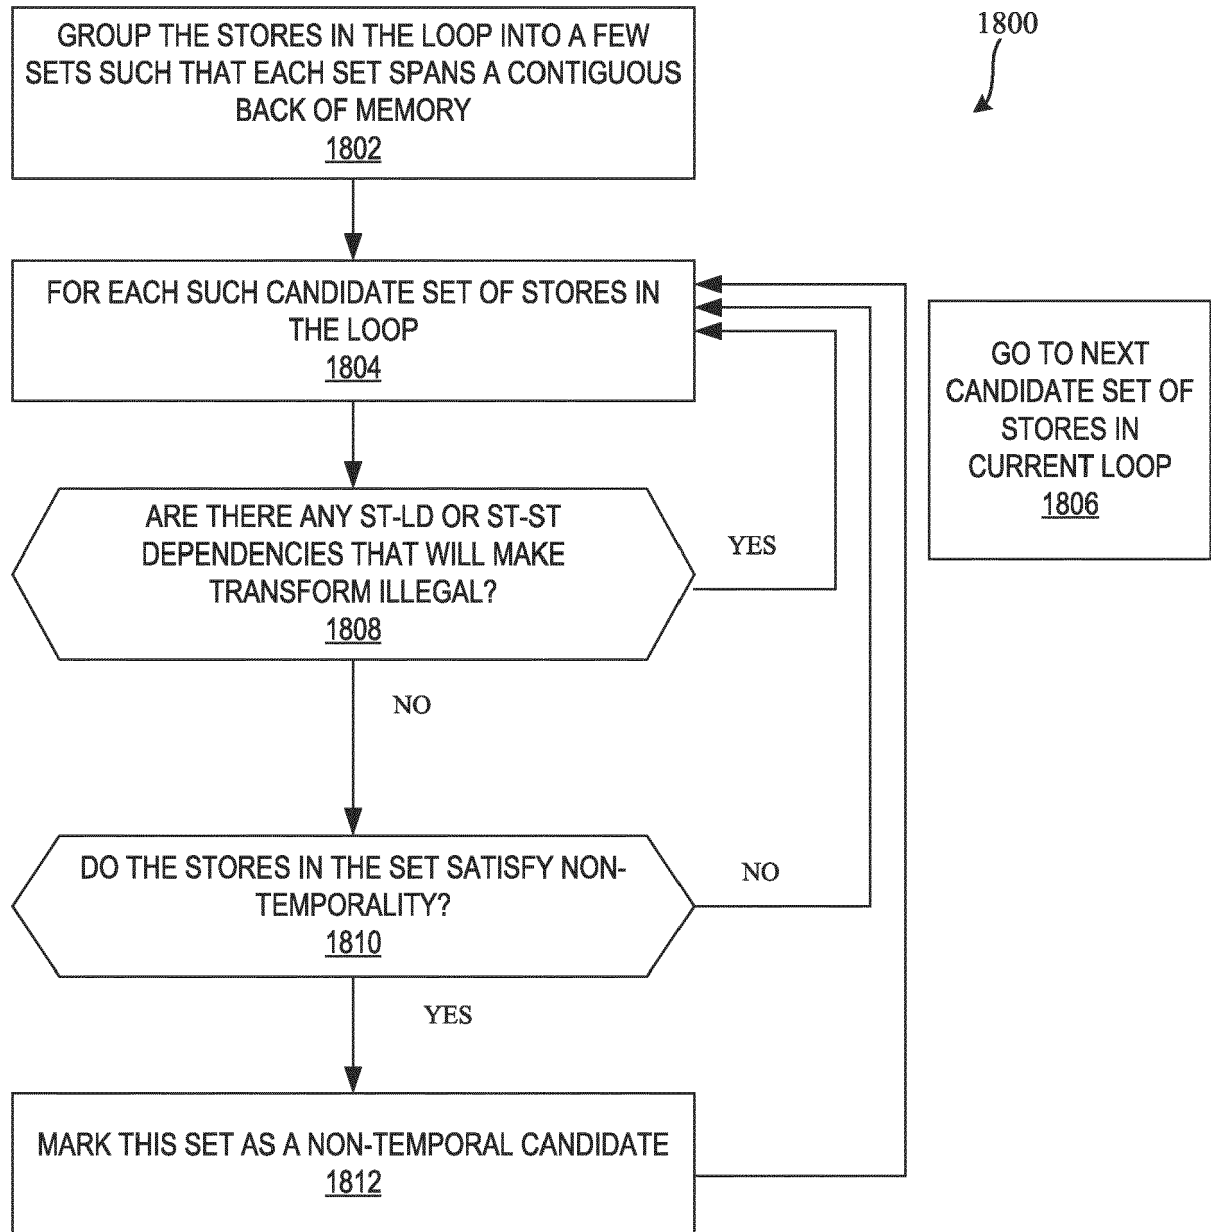 1800
GROUP THE STORES IN THE LOOP INTO A FEW
SETS SUCH THAT EACH SET SPANS A CONTIGUOUS
BACK OF MEMORY
1802
FOR EACH SUCH CANDIDATE SET OF STORES IN
THE LOOP
1804
GO TO NEXT
CANDIDATE SET OF
STORES IN
CURRENT LOOP
1806
ARE THERE ANY ST-LD OR ST-ST
DEPENDENCIES THAT WILL MAKE
TRANSFORM ILLEGAL?
1808
YES
NO
DO THE STORES IN THE SET SATISFY NON-
TEMPORALITY?
1810
NO
YES
MARK THIS SET AS A NON-TEMPORAL CANDIDATE
1812